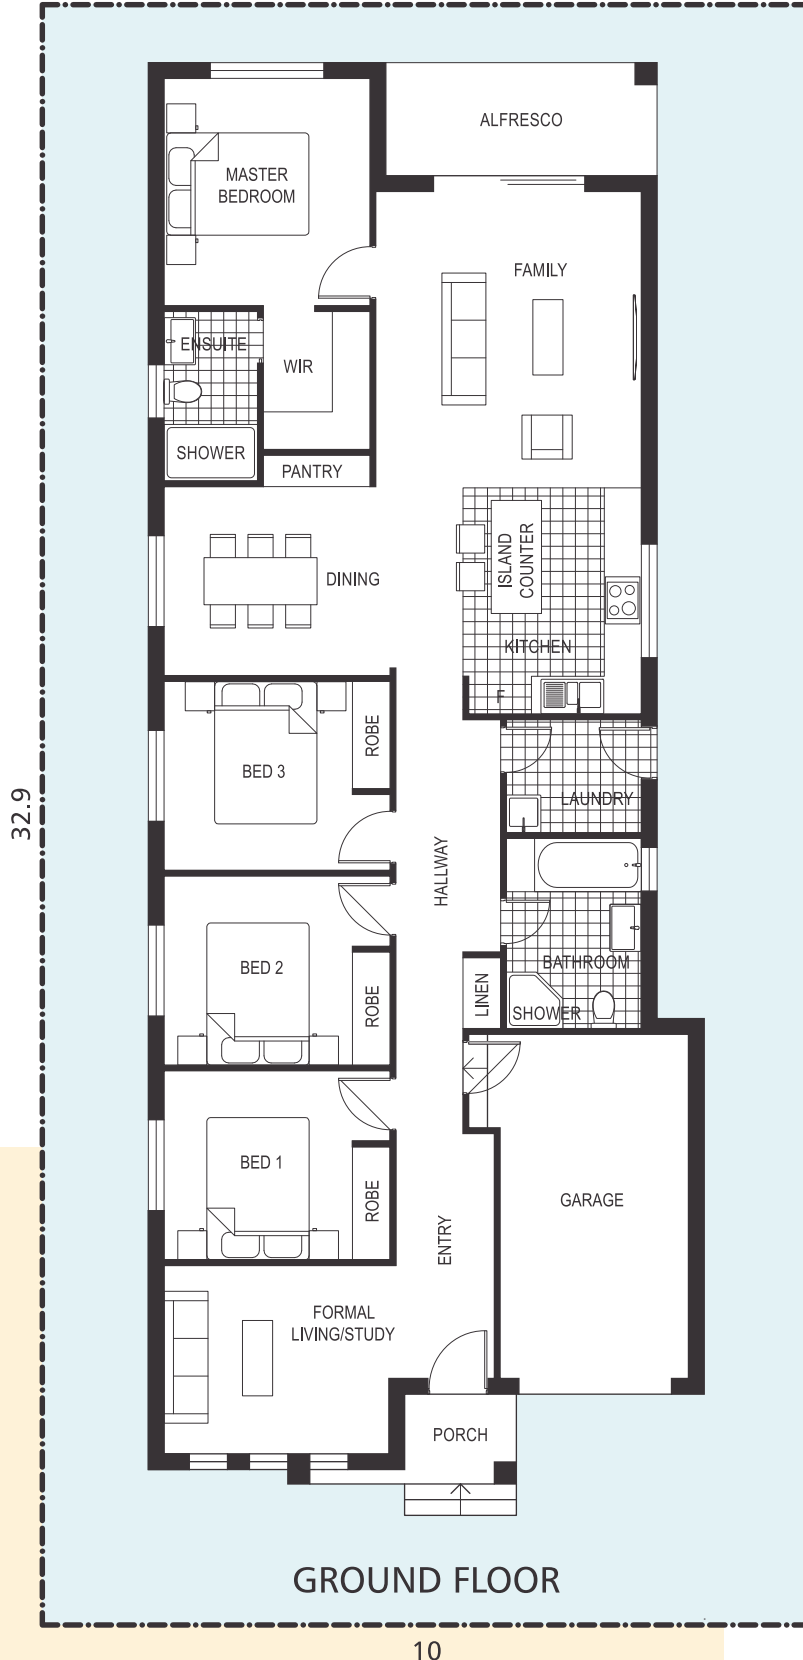 ALFRESCO
MASTER
BEDROOM
FAMILY
ENSUITE
WIR
SHOWER
PANTRY
ISLAND
COUNTER
DINING
KITCHEN
F
ROBE
BED 3
LAUNDRY
32.9
HALLWAY
BED 2
BATHROOM
LINEN
ROBE
SHOWER
BED 1
ROBE
GARAGE
ENTRY
FORMAL
LIVING/STUDY
PORCH
GROUND FLOOR
10